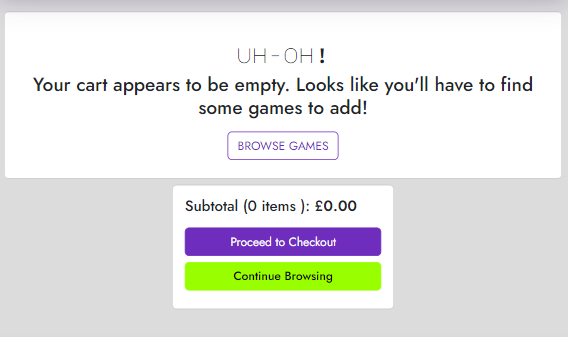 UH-OH!
Your cart appears to be empty. Looks like you'll have to find
some games to add!
BROWSE GAMES
Subtotal (0 items ): £0.00
Proceed to Checkout
Continue Browsing